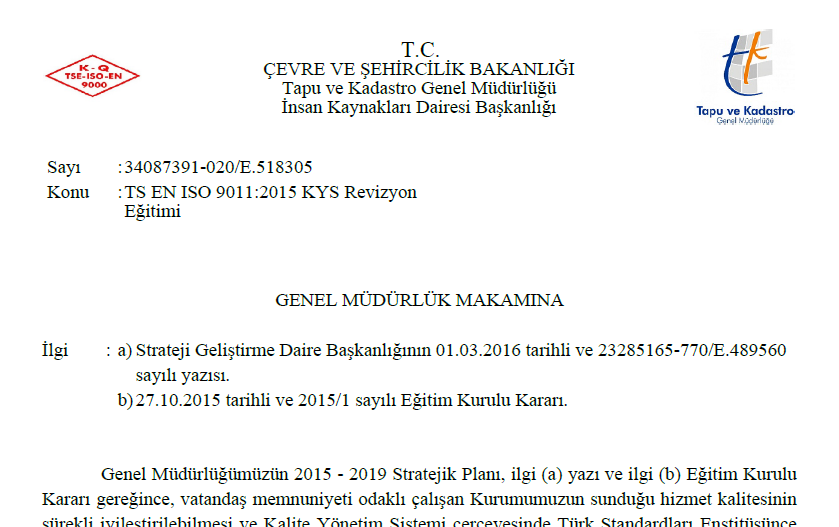 T.C.
ÇEVRE VE ŞEHİRCİLİK BAKANLIĞI
Tapu ve Kadastro Genel Müdürlüğü
İnsan Kaynakları Dairesi Başkanlığı
K - Q
TSE-ISO-EN
9000
Tapu ve Kadastro
Genel Müdürlüğü
Sayı : 34087391-020/E.518305
Konu : TS EN ISO 9011:2015 KYS Revizyon
Eğitimi
GENEL MÜDÜRLÜK MAKAMINA
İlgi : a) Strateji Geliştirme Daire Başkanlığının 01.03.2016 tarihli ve 23285165-770/E.489560
sayılı yazısı.
b) 27.10.2015 tarihli ve 2015/1 sayılı Eğitim Kurulu Kararı.
Genel Müdürlüğümüzün 2015 - 2019 Stratejik Planı, ilgi (a) yazı ve ilgi (b) Eğitim Kurulu
Kararı gereğince, vatandaş memnuniyeti odaklı çalışan Kurumumuzun sunduğu hizmet kalitesinin
sürekli iyileştirilebilmesi ve Kalite Yönetim Sistemi çerçevesinde Türk Standardları Enstitüsünce